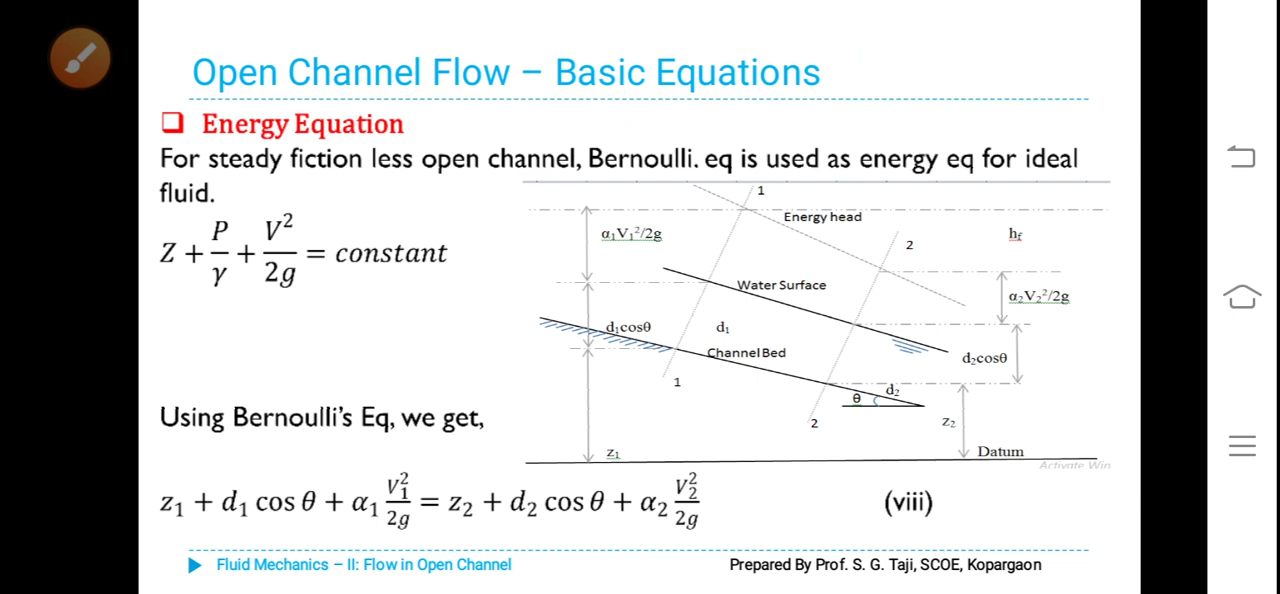 Open Channel Flow – Basic Equations
❑ Energy Equation
For steady fiction less open channel, Bernoulli. eq is used as energy eq for ideal
fluid.
Z + P/γ + V²/2g = constant
1
Energy head
α₁V₁²/2g
2
h_f
Water Surface
α₂V₂²/2g
d₁cosθ
d₁
Channel Bed
d₂cosθ
1
d₂
θ
2
z₂
z₁
Datum
Activate Win
Using Bernoulli's Eq, we get,
z₁ + d₁ cos θ + α₁ V₁²/2g = z₂ + d₂ cos θ + α₂ V₂²/2g (viii)
Fluid Mechanics – II: Flow in Open Channel
Prepared By Prof. S. G. Taji, SCOE, Kopargaon